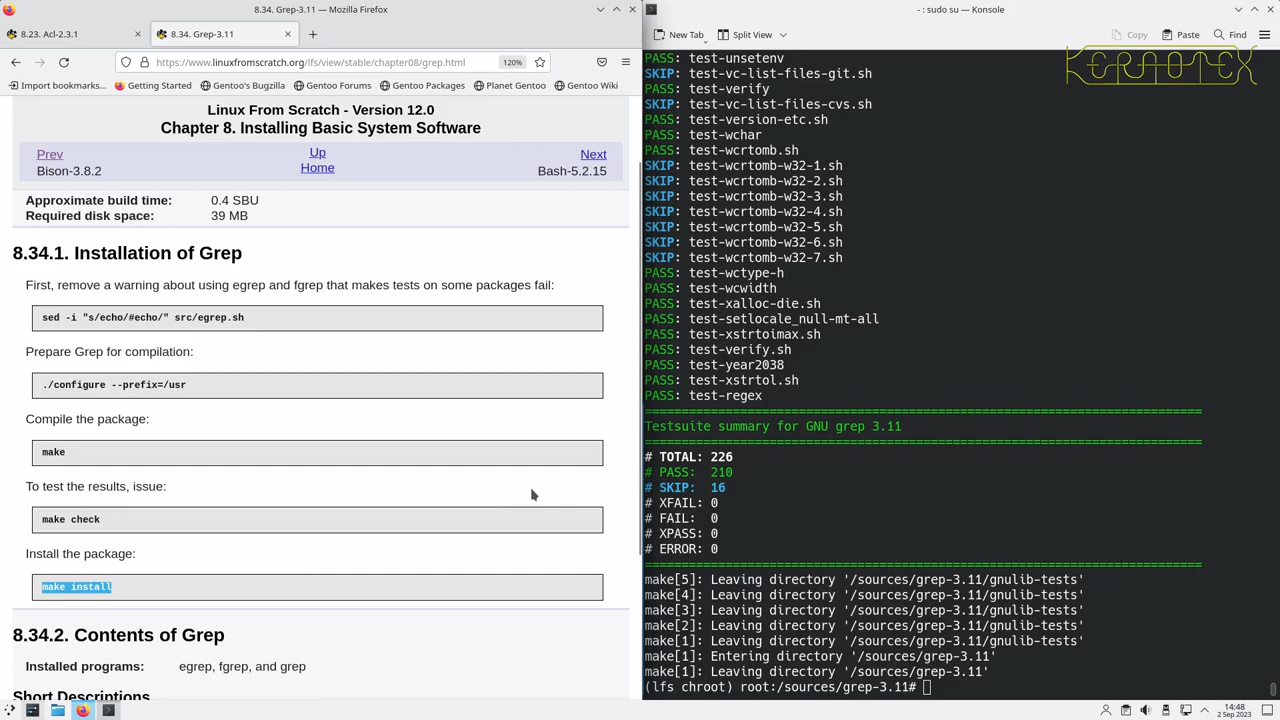 8.34. Grep-3.11 — Mozilla Firefox
8.23. Acl-2.3.1
8.34. Grep-3.11
https://www.linuxfromscratch.org/lfs/view/stable/chapter08/grep.html
120%
Import bookmarks...
Getting Started
Gentoo's Bugzilla
Gentoo Forums
Gentoo Packages
Planet Gentoo
Gentoo Wiki
Linux From Scratch - Version 12.0
Chapter 8. Installing Basic System Software
Prev
Up
Next
Bison-3.8.2
Home
Bash-5.2.15
Approximate build time: 0.4 SBU
Required disk space: 39 MB
8.34.1. Installation of Grep
First, remove a warning about using egrep and fgrep that makes tests on some packages fail:
sed -i "s/echo/#echo/" src/egrep.sh
Prepare Grep for compilation:
./configure --prefix=/usr
Compile the package:
make
To test the results, issue:
make check
Install the package:
make install
8.34.2. Contents of Grep
Installed programs: egrep, fgrep, and grep
Short Descriptions
- : sudo su — Konsole
New Tab
Split View
Copy
Paste
Find
KERNOTEX
PASS: test-unsetenv
SKIP: test-vc-list-files-git.sh
PASS: test-verify
SKIP: test-vc-list-files-cvs.sh
PASS: test-version-etc.sh
PASS: test-wchar
PASS: test-wcrtomb.sh
SKIP: test-wcrtomb-w32-1.sh
SKIP: test-wcrtomb-w32-2.sh
SKIP: test-wcrtomb-w32-3.sh
SKIP: test-wcrtomb-w32-4.sh
SKIP: test-wcrtomb-w32-5.sh
SKIP: test-wcrtomb-w32-6.sh
SKIP: test-wcrtomb-w32-7.sh
PASS: test-wctype-h
PASS: test-wcwidth
PASS: test-xalloc-die.sh
PASS: test-setlocale_null-mt-all
PASS: test-xstrtoimax.sh
PASS: test-verify.sh
PASS: test-year2038
PASS: test-xstrtol.sh
PASS: test-regex
============================================================================
Testsuite summary for GNU grep 3.11
============================================================================
# TOTAL: 226
# PASS: 210
# SKIP: 16
# XFAIL: 0
# FAIL: 0
# XPASS: 0
# ERROR: 0
============================================================================
make[5]: Leaving directory '/sources/grep-3.11/gnulib-tests'
make[4]: Leaving directory '/sources/grep-3.11/gnulib-tests'
make[3]: Leaving directory '/sources/grep-3.11/gnulib-tests'
make[2]: Leaving directory '/sources/grep-3.11/gnulib-tests'
make[1]: Leaving directory '/sources/grep-3.11/gnulib-tests'
make[1]: Entering directory '/sources/grep-3.11'
make[1]: Leaving directory '/sources/grep-3.11'
(lfs chroot) root:/sources/grep-3.11#
14:48
2 Sep 2023